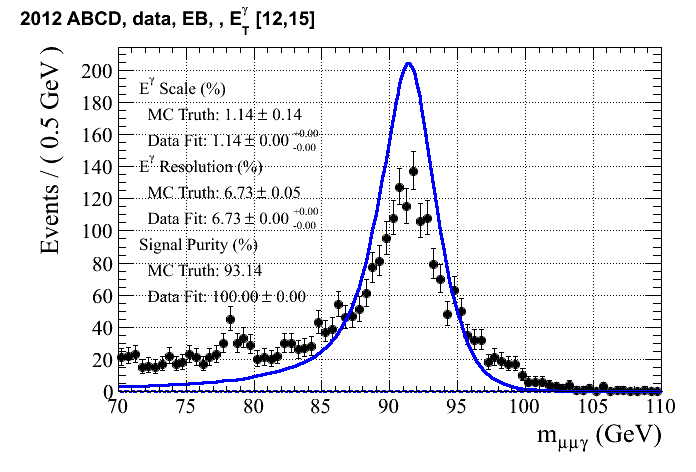 2012 ABCD, data, EB, , E_T^γ [12,15]
Events / ( 0.5 GeV )
200
180
160
140
120
100
80
60
40
20
0
E^γ Scale (%)
MC Truth: 1.14 ± 0.14
Data Fit: 1.14 ± 0.00 +0.00 -0.00
E^γ Resolution (%)
MC Truth: 6.73 ± 0.05
Data Fit: 6.73 ± 0.00 +0.00 -0.00
Signal Purity (%)
MC Truth: 93.14
Data Fit: 100.00 ± 0.00
70 75 80 85 90 95 100 105 110
m_μμγ (GeV)